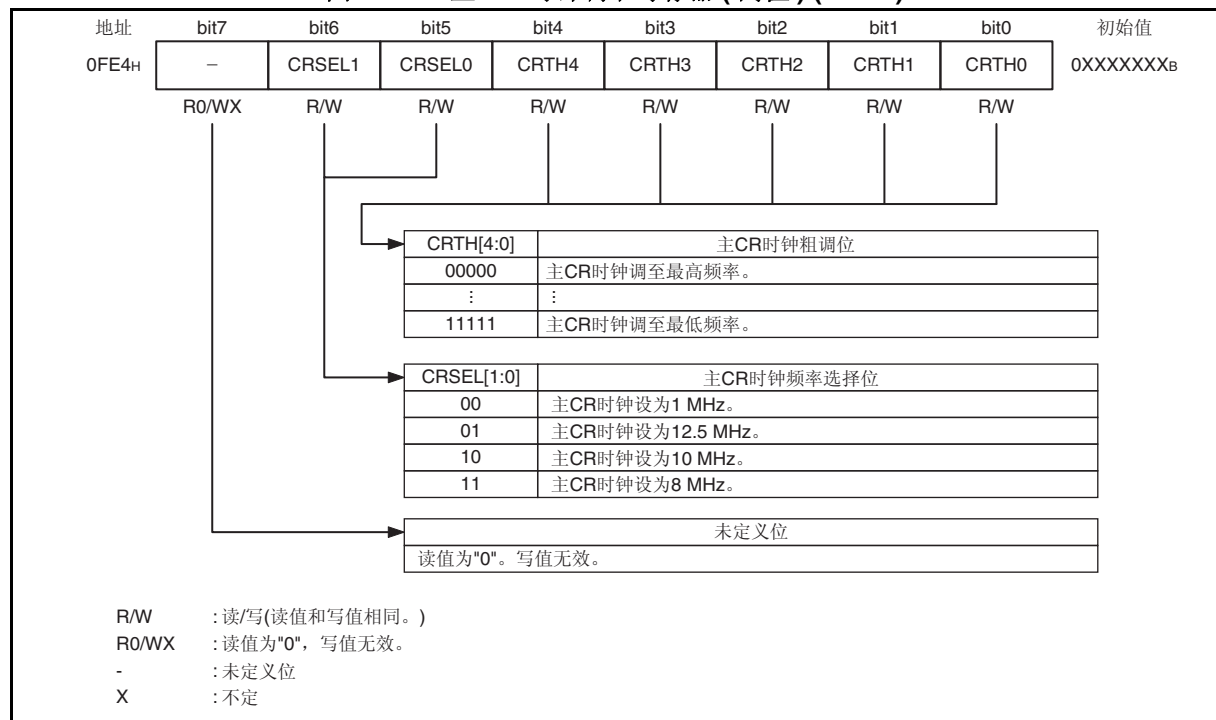 地址 bit7 bit6 bit5 bit4 bit3 bit2 bit1 bit0 初始值
0FE4H – CRSEL1 CRSEL0 CRTH4 CRTH3 CRTH2 CRTH1 CRTH0 0XXXXXXXB
R0/WX R/W R/W R/W R/W R/W R/W R/W
CRTH[4:0] 主CR时钟粗调位
00000 主CR时钟调至最高频率。
⋮ ⋮
11111 主CR时钟调至最低频率。
CRSEL[1:0] 主CR时钟频率选择位
00 主CR时钟设为1 MHz。
01 主CR时钟设为12.5 MHz。
10 主CR时钟设为10 MHz。
11 主CR时钟设为8 MHz。
未定义位
读值为"0"。写值无效。
R/W :读/写(读值和写值相同。)
R0/WX :读值为"0"，写值无效。
- :未定义位
X :不定